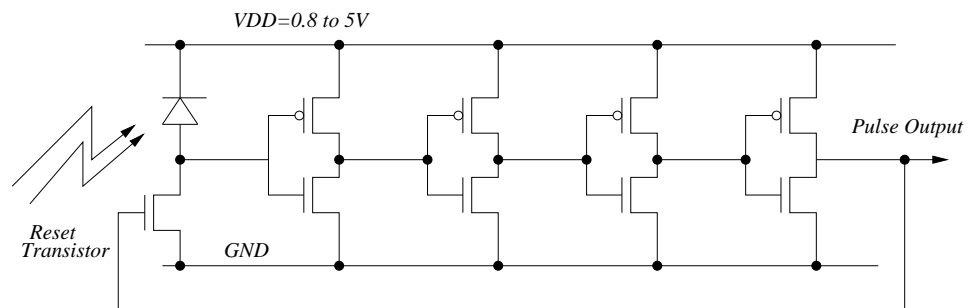 VDD=0.8 to 5V
Pulse Output
Reset
Transistor
GND